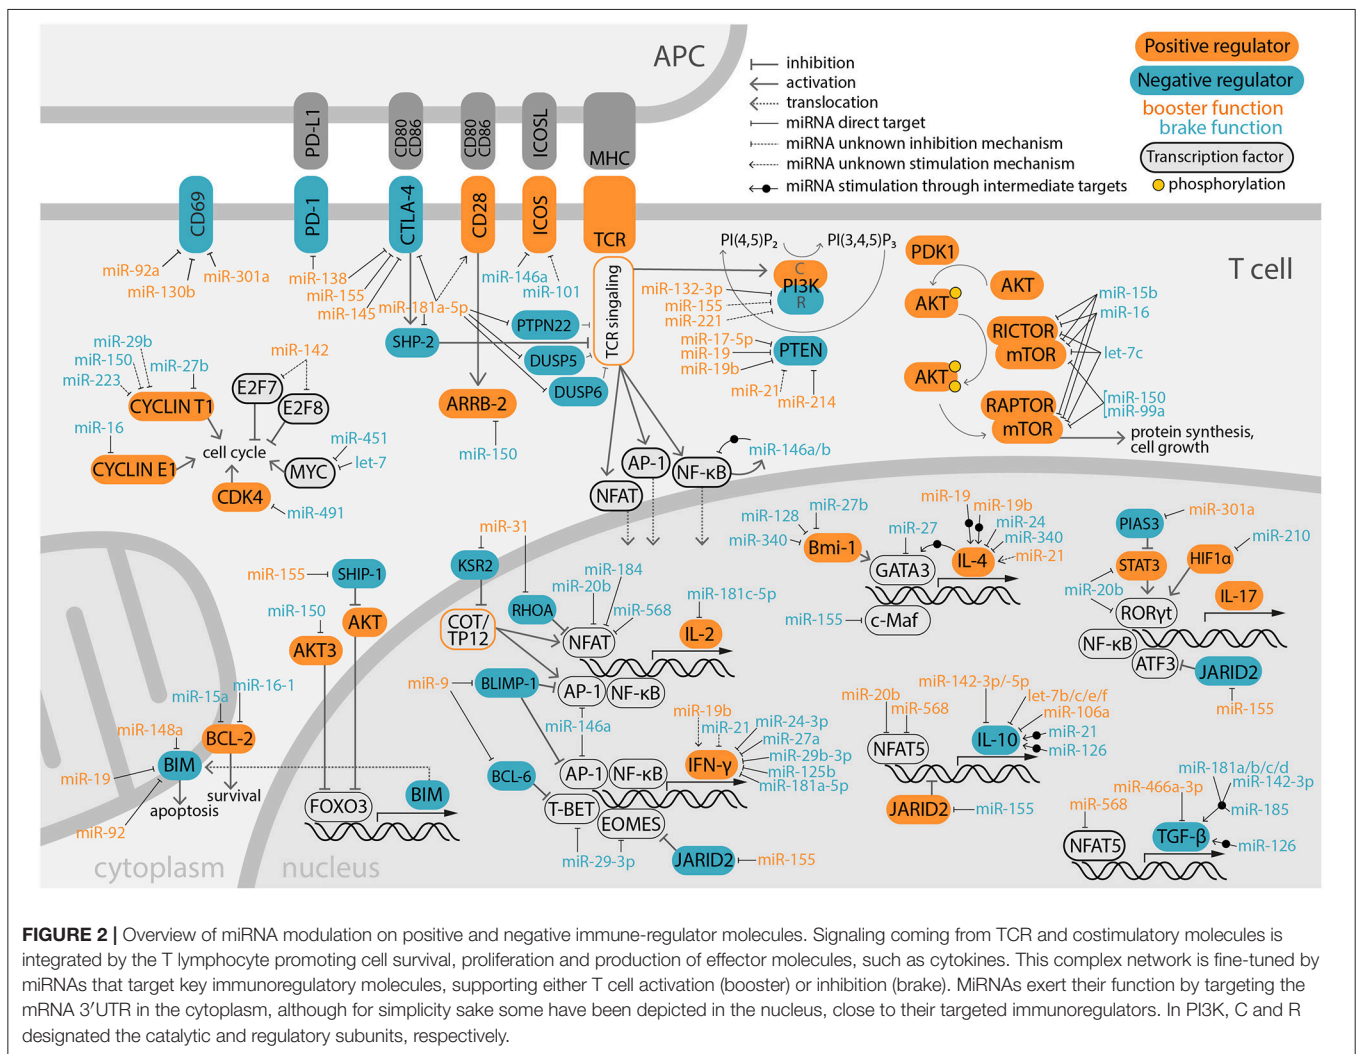 APC
inhibition
activation
translocation
miRNA direct target
miRNA unknown inhibition mechanism
miRNA unknown stimulation mechanism
miRNA stimulation through intermediate targets
Positive regulator
Negative regulator
booster function
brake function
Transcription factor
phosphorylation
PD-L1
CD80
CD86
CD80
CD86
ICOSL
MHC
CD69
PD-1
CTLA-4
CD28
ICOS
TCR
T cell
miR-92a
miR-130b
miR-301a
miR-138
miR-155
miR-145
miR-181a-5p
miR-146a
miR-101
TCR singaling
SHP-2
PTPN22
DUSP5
DUSP6
ARRB-2
miR-150
PI(4,5)P2
PI(3,4,5)P3
C
PI3K
R
miR-132-3p
miR-155
miR-221
miR-17-5p
miR-19
miR-19b
PTEN
miR-21
miR-214
PDK1
AKT
AKT
AKT
RICTOR
mTOR
RAPTOR
mTOR
miR-15b
miR-16
let-7c
miR-150
miR-99a
protein synthesis,
cell growth
miR-29b
miR-150
miR-223
miR-27b
CYCLIN T1
miR-142
E2F7
E2F8
miR-16
CYCLIN E1
cell cycle
MYC
miR-451
let-7
CDK4
miR-491
NFAT
AP-1
NF-κB
miR-146a/b
miR-155
SHIP-1
AKT
miR-150
AKT3
miR-15a
miR-16-1
BCL-2
survival
miR-148a
BIM
apoptosis
miR-19
miR-92
FOXO3
BIM
cytoplasm
nucleus
miR-31
KSR2
COT/
TP12
RHOA
miR-184
miR-20b
miR-568
NFAT
miR-181c-5p
IL-2
AP-1
NF-κB
miR-9
BLIMP-1
miR-146a
BCL-6
AP-1
NF-κB
T-BET
EOMES
miR-29-3p
JARID2
miR-155
miR-19b
miR-21
IFN-γ
miR-24-3p
miR-27a
miR-29b-3p
miR-125b
miR-181a-5p
miR-128
miR-27b
miR-340
Bmi-1
miR-27
GATA3
c-Maf
miR-155
miR-19
miR-19b
miR-24
miR-340
miR-21
IL-4
PIAS3
miR-301a
STAT3
HIF1α
miR-210
miR-20b
RORγt
IL-17
NF-κB
ATF3
JARID2
miR-155
miR-20b
miR-568
NFAT5
JARID2
miR-155
miR-142-3p/-5p
let-7b/c/e/f
miR-106a
IL-10
miR-21
miR-126
miR-568
NFAT5
miR-466a-3p
miR-181a/b/c/d
miR-142-3p
miR-185
TGF-β
miR-126
FIGURE 2 | Overview of miRNA modulation on positive and negative immune-regulator molecules. Signaling coming from TCR and costimulatory molecules is
integrated by the T lymphocyte promoting cell survival, proliferation and production of effector molecules, such as cytokines. This complex network is fine-tuned by
miRNAs that target key immunoregulatory molecules, supporting either T cell activation (booster) or inhibition (brake). MiRNAs exert their function by targeting the
mRNA 3′UTR in the cytoplasm, although for simplicity sake some have been depicted in the nucleus, close to their targeted immunoregulators. In PI3K, C and R
designated the catalytic and regulatory subunits, respectively.